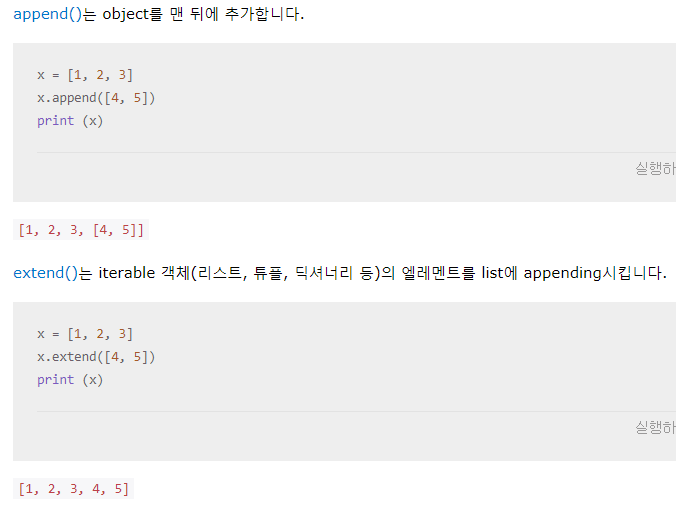 append()는 object를 맨 뒤에 추가합니다.
x = [1, 2, 3]
x.append([4, 5])
print (x)
실행하
[1, 2, 3, [4, 5]]
extend()는 iterable 객체(리스트, 튜플, 딕셔너리 등)의 엘레멘트를 list에 appending시킵니다.
x = [1, 2, 3]
x.extend([4, 5])
print (x)
실행하
[1, 2, 3, 4, 5]